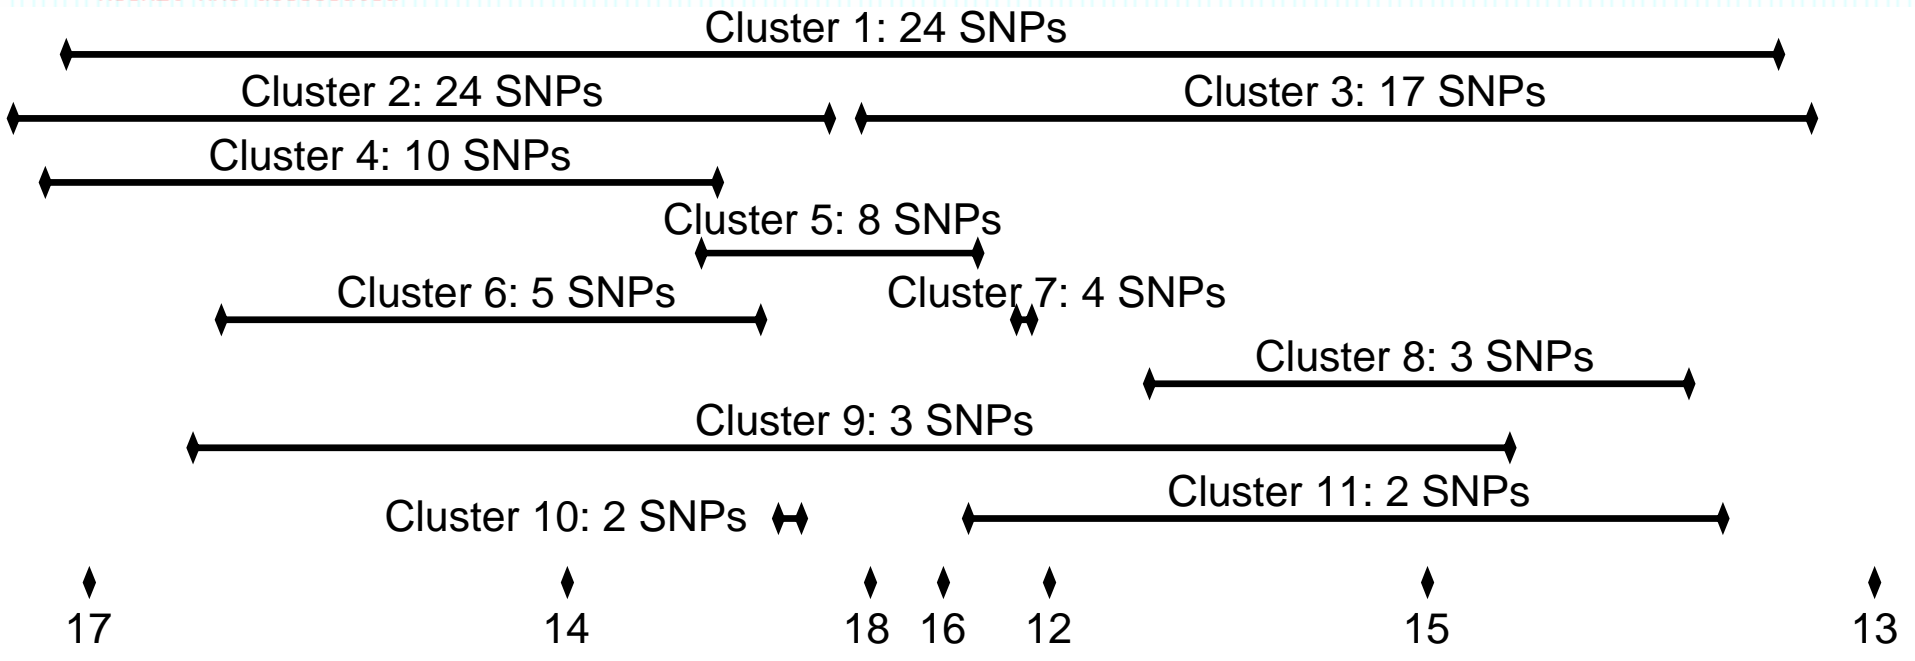 Cluster 1: 24 SNPs
Cluster 2: 24 SNPs
Cluster 3: 17 SNPs
Cluster 4: 10 SNPs
Cluster 5: 8 SNPs
Cluster 6: 5 SNPs
Cluster 7: 4 SNPs
Cluster 8: 3 SNPs
Cluster 9: 3 SNPs
Cluster 11: 2 SNPs
Cluster 10: 2 SNPs
17 14 18 16 12 15 13